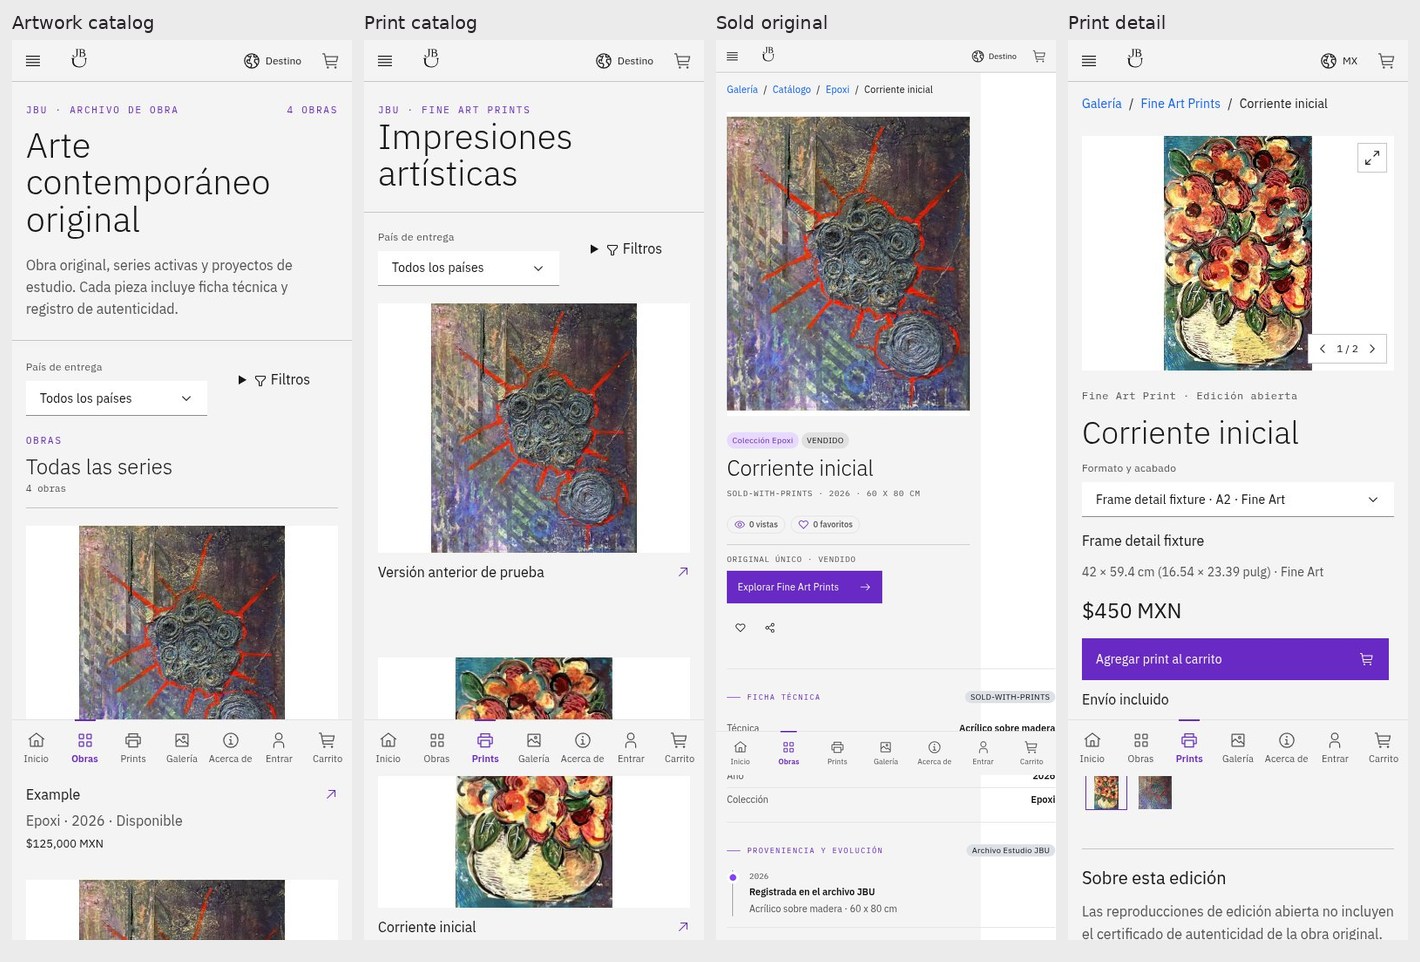 Artwork catalog
JB
Destino
JBU · ARCHIVO DE OBRA
4 OBRAS
Arte
contemporáneo
original
Obra original, series activas y proyectos de
estudio. Cada pieza incluye ficha técnica y
registro de autenticidad.
País de entrega
Todos los países
Filtros
OBRAS
Todas las series
4 obras
Inicio
Obras
Prints
Galería
Acerca de
Entrar
Carrito
Example
Epoxi · 2026 · Disponible
$125,000 MXN
Print catalog
JB
Destino
JBU · FINE ART PRINTS
Impresiones
artísticas
País de entrega
Todos los países
Filtros
Versión anterior de prueba
Inicio
Obras
Prints
Galería
Acerca de
Entrar
Carrito
Corriente inicial
Sold original
JB
Destino
Galería / Catálogo / Epoxi / Corriente inicial
Colección Epoxi
VENDIDO
Corriente inicial
SOLD-WITH-PRINTS · 2026 · 60 X 80 CM
0 vistas
0 favoritos
ORIGINAL ÚNICO · VENDIDO
Explorar Fine Art Prints
FICHA TÉCNICA
SOLD-WITH-PRINTS
Técnica
Acrílico sobre madera
Inicio
Obras
Prints
Galería
Acerca de
Entrar
Carrito
Año
2026
Colección
Epoxi
PROVENIENCIA Y EVOLUCIÓN
Archivo Estudio JBU
2026
Registrada en el archivo JBU
Acrílico sobre madera · 60 x 80 cm
Print detail
JB
MX
Galería / Fine Art Prints / Corriente inicial
1 / 2
Fine Art Print · Edición abierta
Corriente inicial
Formato y acabado
Frame detail fixture · A2 · Fine Art
Frame detail fixture
42 × 59.4 cm (16.54 × 23.39 pulg) · Fine Art
$450 MXN
Agregar print al carrito
Envío incluido
Inicio
Obras
Prints
Galería
Acerca de
Entrar
Carrito
Sobre esta edición
Las reproducciones de edición abierta no incluyen
el certificado de autenticidad de la obra original.